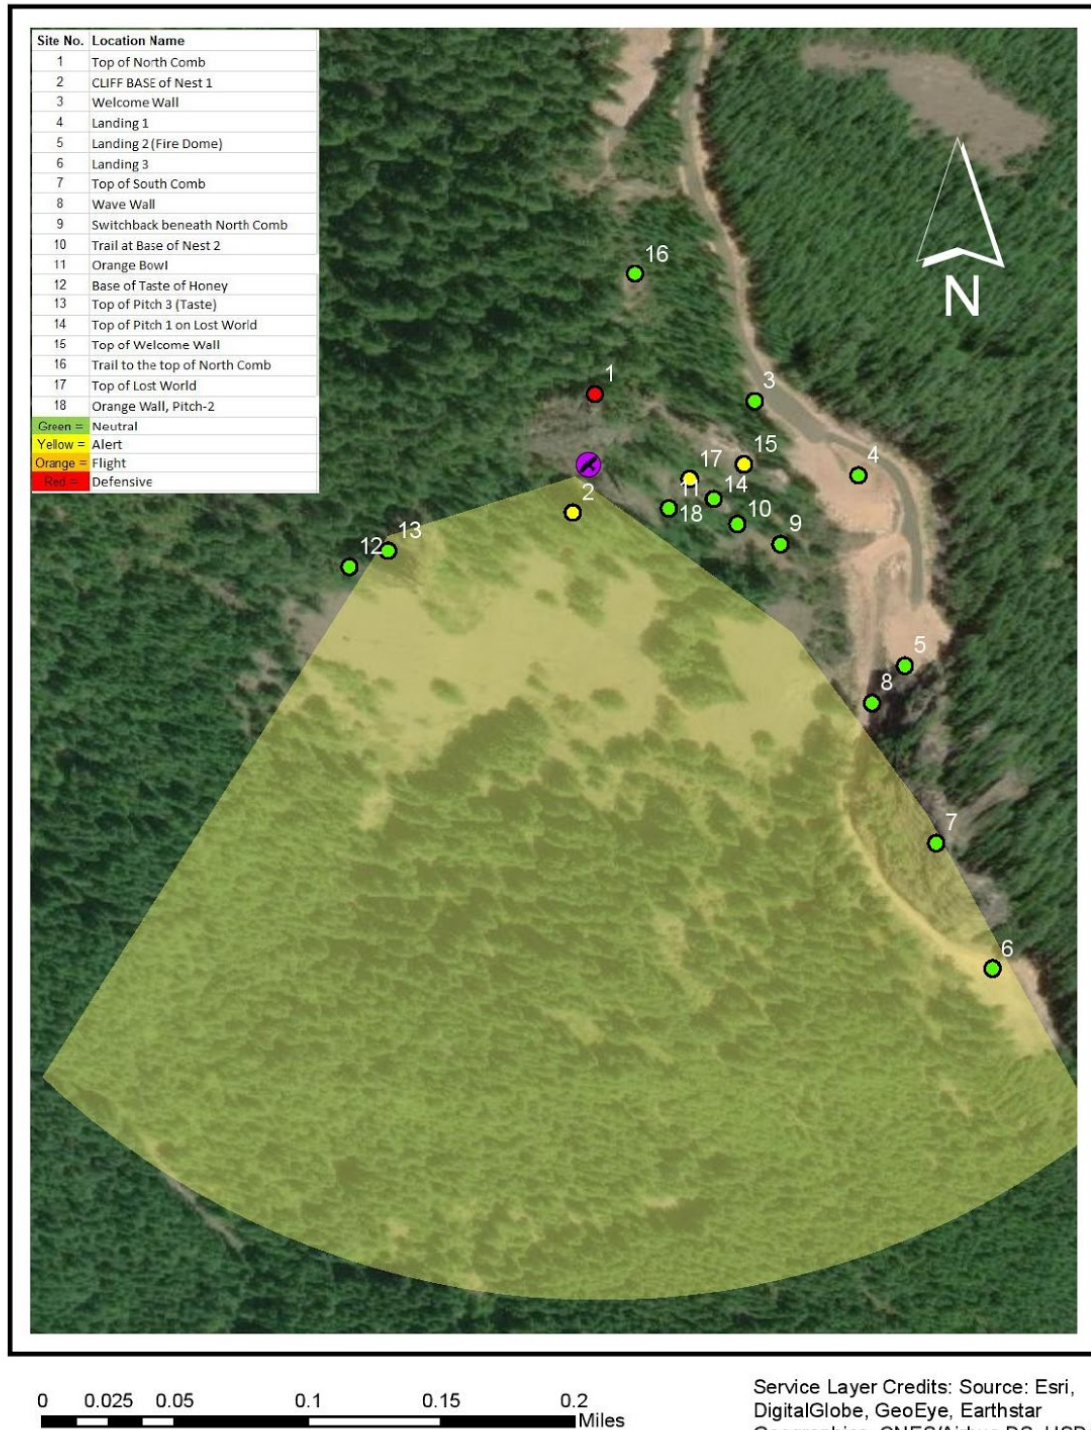 Site No. Location Name
1 Top of North Comb
2 CLIFF BASE of Nest 1
3 Welcome Wall
4 Landing 1
5 Landing 2 (Fire Dome)
6 Landing 3
7 Top of South Comb
8 Wave Wall
9 Switchback beneath North Comb
10 Trail at Base of Nest 2
11 Orange Bowl
12 Base of Taste of Honey
13 Top of Pitch 3 (Taste)
14 Top of Pitch 1 on Lost World
15 Top of Welcome Wall
16 Trail to the top of North Comb
17 Top of Lost World
18 Orange Wall, Pitch-2
Green = Neutral
Yellow = Alert
Orange = Flight
Red = Defensive
N
16
1
3
15
17
4
2
11
14
18
10
9
13
12
5
8
7
6
0 0.025 0.05 0.1 0.15 0.2
Miles
Service Layer Credits: Source: Esri,
DigitalGlobe, GeoEye, Earthstar
Geographics, CNES/Airbus DS, USD